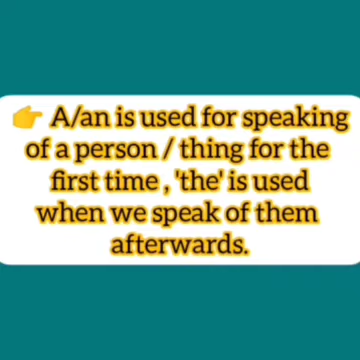 👉 A/an is used for speaking
of a person / thing for the
first time , 'the' is used
when we speak of them
afterwards.